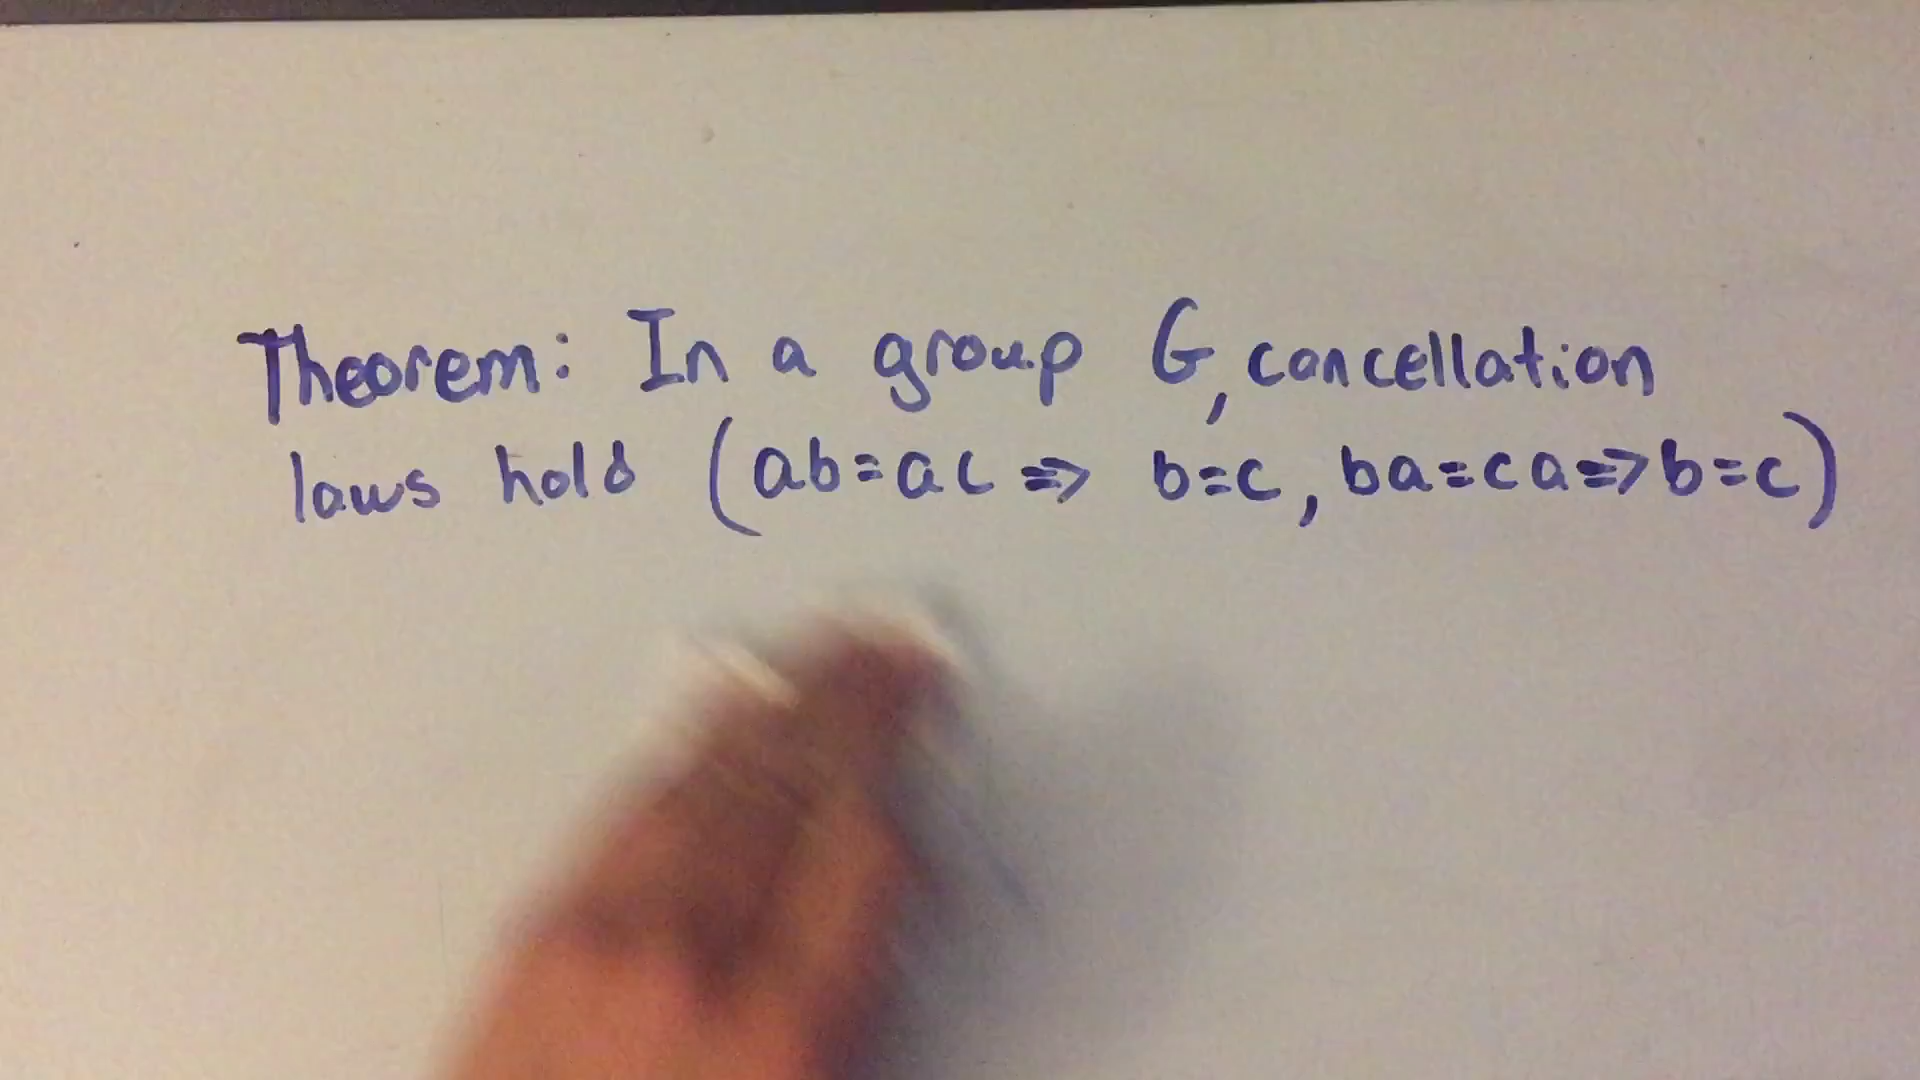 Theorem: In a group G, cancellation
laws hold (ab=ac => b=c, ba=ca=>b=c)